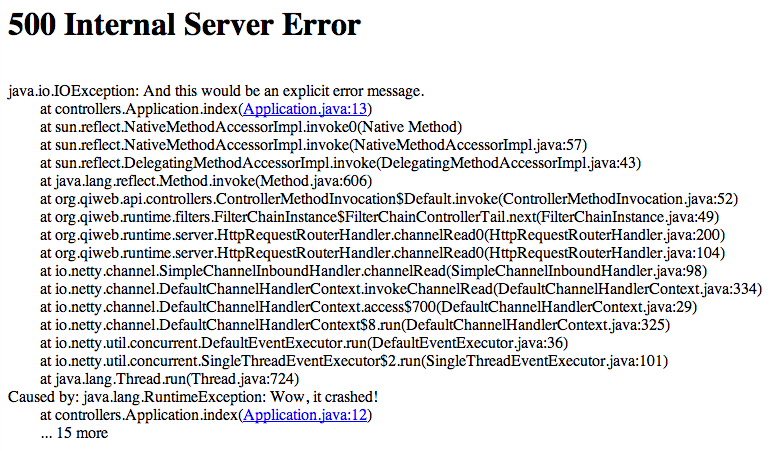 500 Internal Server Error
java.io.IOException: And this would be an explicit error message.
at controllers.Application.index(Application.java:13)
at sun.reflect.NativeMethodAccessorImpl.invoke0(Native Method)
at sun.reflect.NativeMethodAccessorImpl.invoke(NativeMethodAccessorImpl.java:57)
at sun.reflect.DelegatingMethodAccessorImpl.invoke(DelegatingMethodAccessorImpl.java:43)
at java.lang.reflect.Method.invoke(Method.java:606)
at org.qiweb.api.controllers.ControllerMethodInvocation$Default.invoke(ControllerMethodInvocation.java:52)
at org.qiweb.runtime.filters.FilterChainInstance$FilterChainControllerTail.next(FilterChainInstance.java:49)
at org.qiweb.runtime.server.HttpRequestRouterHandler.channelRead0(HttpRequestRouterHandler.java:200)
at org.qiweb.runtime.server.HttpRequestRouterHandler.channelRead0(HttpRequestRouterHandler.java:104)
at io.netty.channel.SimpleChannelInboundHandler.channelRead(SimpleChannelInboundHandler.java:98)
at io.netty.channel.DefaultChannelHandlerContext.invokeChannelRead(DefaultChannelHandlerContext.java:334)
at io.netty.channel.DefaultChannelHandlerContext.access$700(DefaultChannelHandlerContext.java:29)
at io.netty.channel.DefaultChannelHandlerContext$8.run(DefaultChannelHandlerContext.java:325)
at io.netty.util.concurrent.DefaultEventExecutor.run(DefaultEventExecutor.java:36)
at io.netty.util.concurrent.SingleThreadEventExecutor$2.run(SingleThreadEventExecutor.java:101)
at java.lang.Thread.run(Thread.java:724)
Caused by: java.lang.RuntimeException: Wow, it crashed!
at controllers.Application.index(Application.java:12)
... 15 more